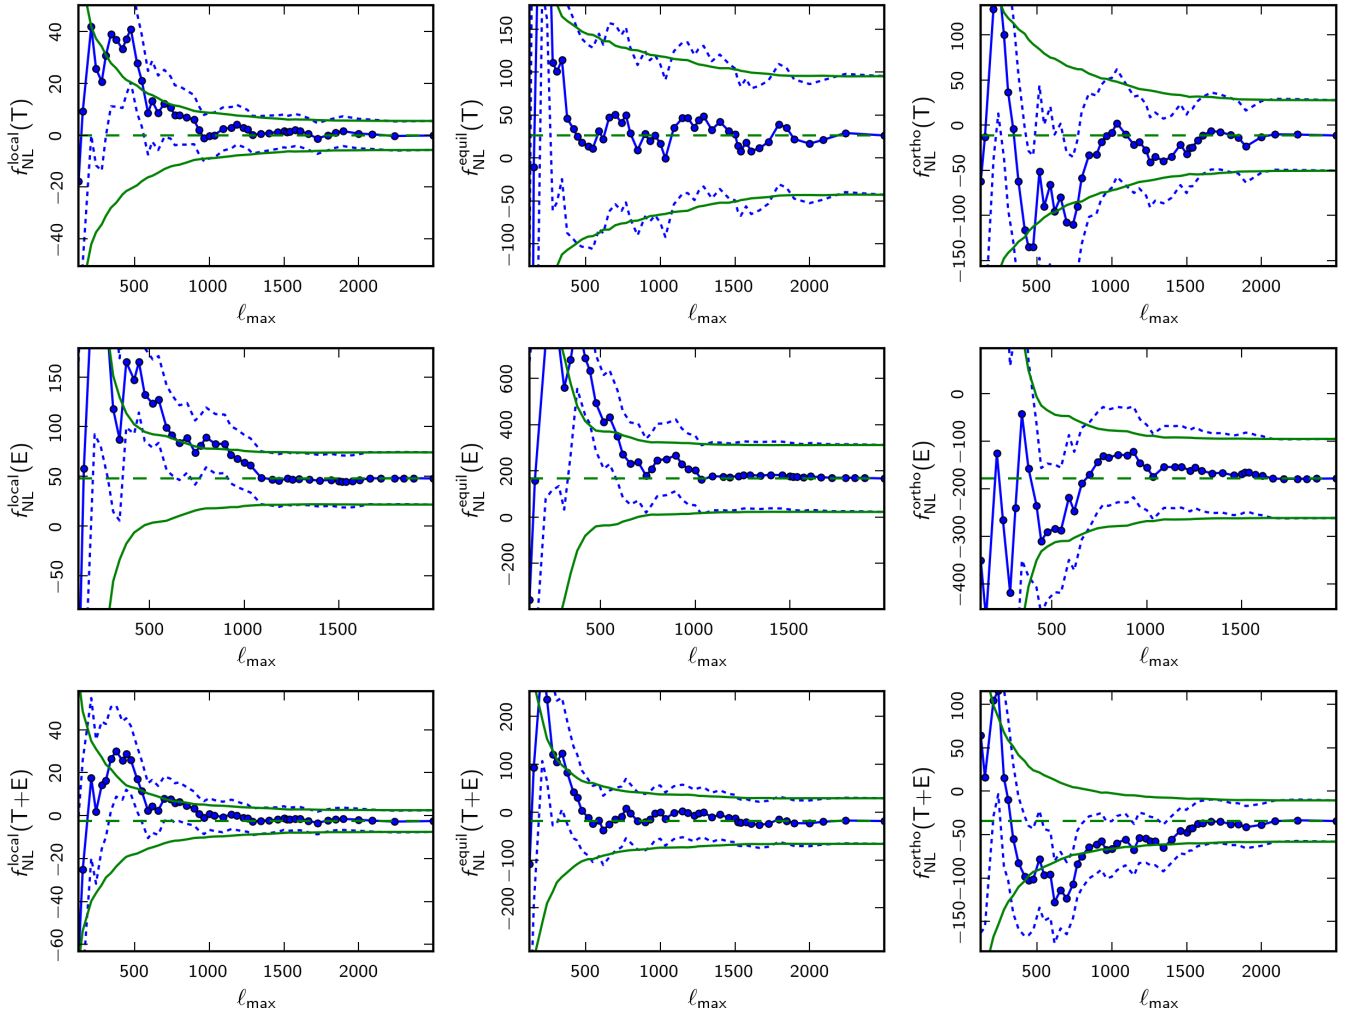 f_NL^local(T)
40
20
0
−20
−40
500 1000 1500 2000
ℓ_max
f_NL^equil(T)
150
100
50
0
−50
−100
500 1000 1500 2000
ℓ_max
f_NL^ortho(T)
100
50
0
−50
−100
−150
500 1000 1500 2000
ℓ_max
f_NL^local(E)
150
100
50
0
−50
500 1000 1500
ℓ_max
f_NL^equil(E)
600
400
200
0
−200
500 1000 1500
ℓ_max
f_NL^ortho(E)
0
−100
−200
−300
−400
500 1000 1500
ℓ_max
f_NL^local(T+E)
40
20
0
−20
−40
−60
500 1000 1500 2000
ℓ_max
f_NL^equil(T+E)
200
100
0
−100
−200
500 1000 1500 2000
ℓ_max
f_NL^ortho(T+E)
100
50
0
−50
−100
−150
500 1000 1500 2000
ℓ_max